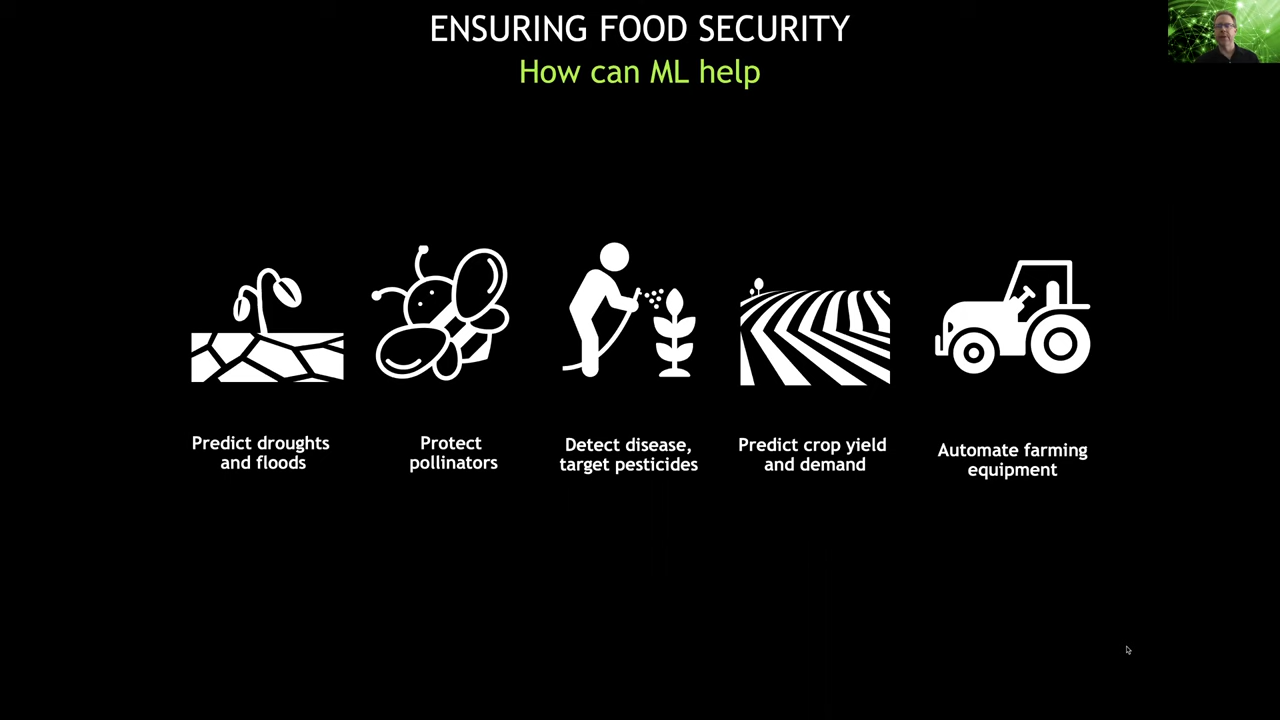 ENSURING FOOD SECURITY
How can ML help
Predict droughts
and floods
Protect
pollinators
Detect disease,
target pesticides
Predict crop yield
and demand
Automate farming
equipment